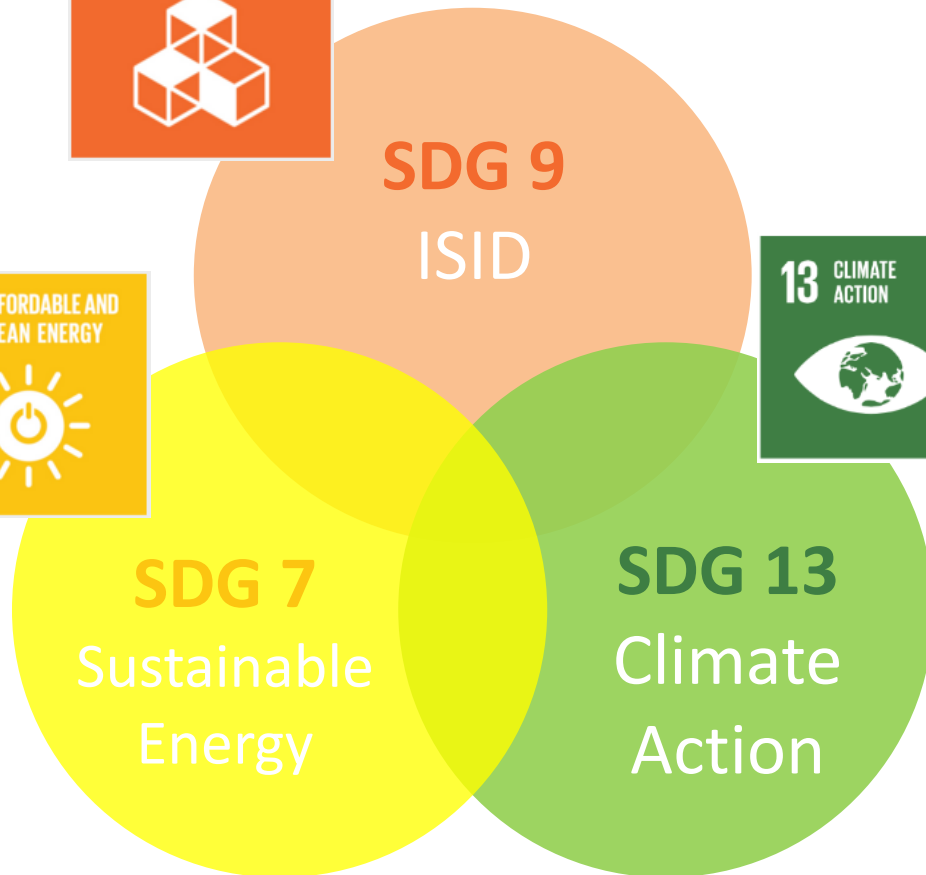 SDG 9
ISID
13 CLIMATE
ACTION
FORDABLE AND
EAN ENERGY
SDG 7
Sustainable
Energy
SDG 13
Climate
Action